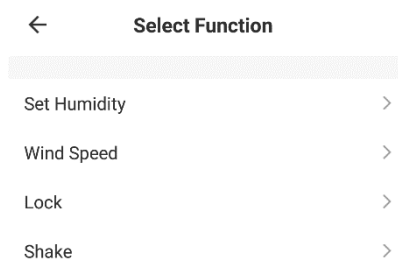 Select Function
Set Humidity
Wind Speed
Lock
Shake